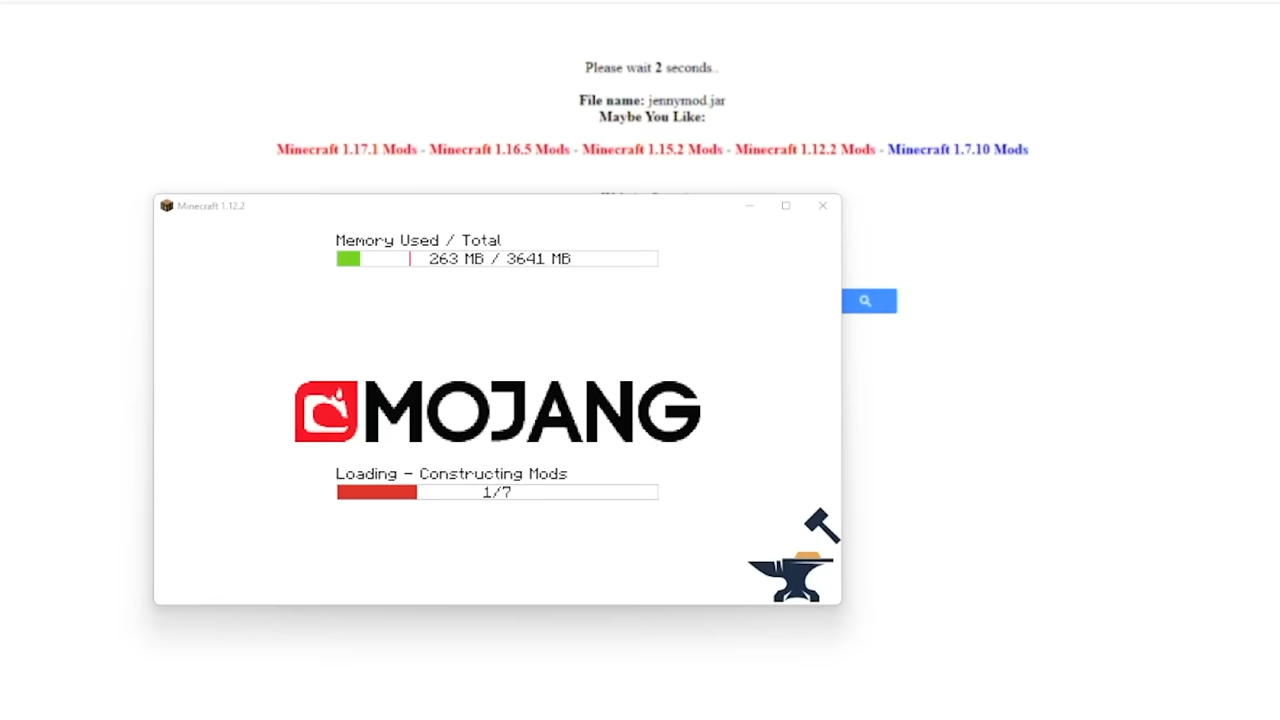 Please wait 2 seconds..
File name: jennymod.jar
Maybe You Like:
Minecraft 1.17.1 Mods - Minecraft 1.16.5 Mods - Minecraft 1.15.2 Mods - Minecraft 1.12.2 Mods - Minecraft 1.7.10 Mods
Minecraft 1.12.2
Memory Used / Total
263 MB / 3641 MB
MOJANG
Loading - Constructing Mods
1/7